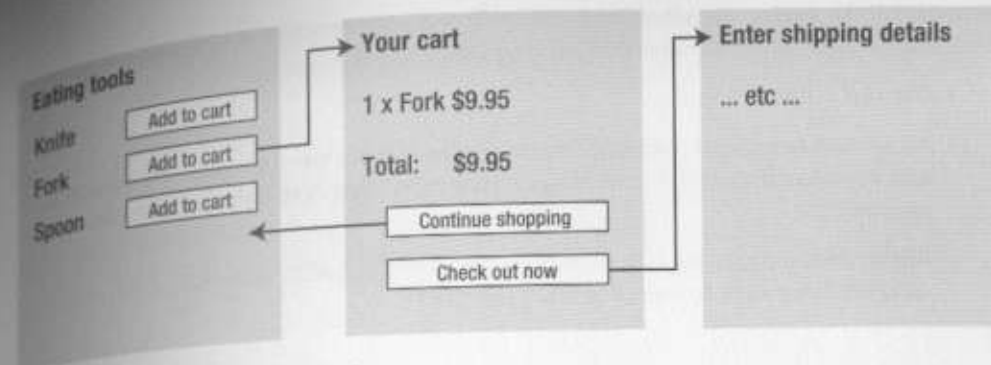 Eating tools
Knife Add to cart
Fork Add to cart
Spoon Add to cart
Your cart
1 x Fork $9.95
Total: $9.95
Continue shopping
Check out now
Enter shipping details
... etc ...